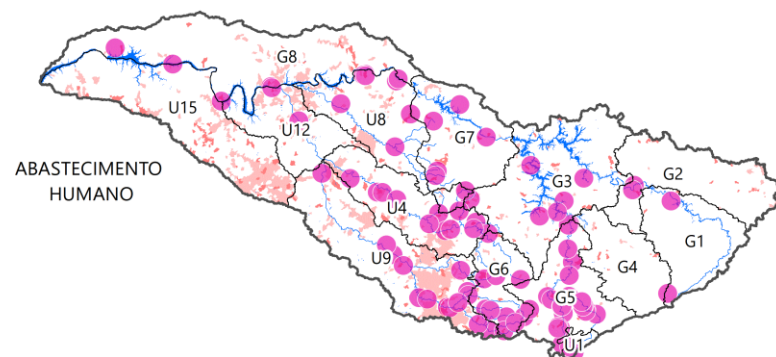 G8
U15
U12
U8
G7
ABASTECIMENTO
HUMANO
G3
G2
U4
G1
U9
G6
G4
G5
U1